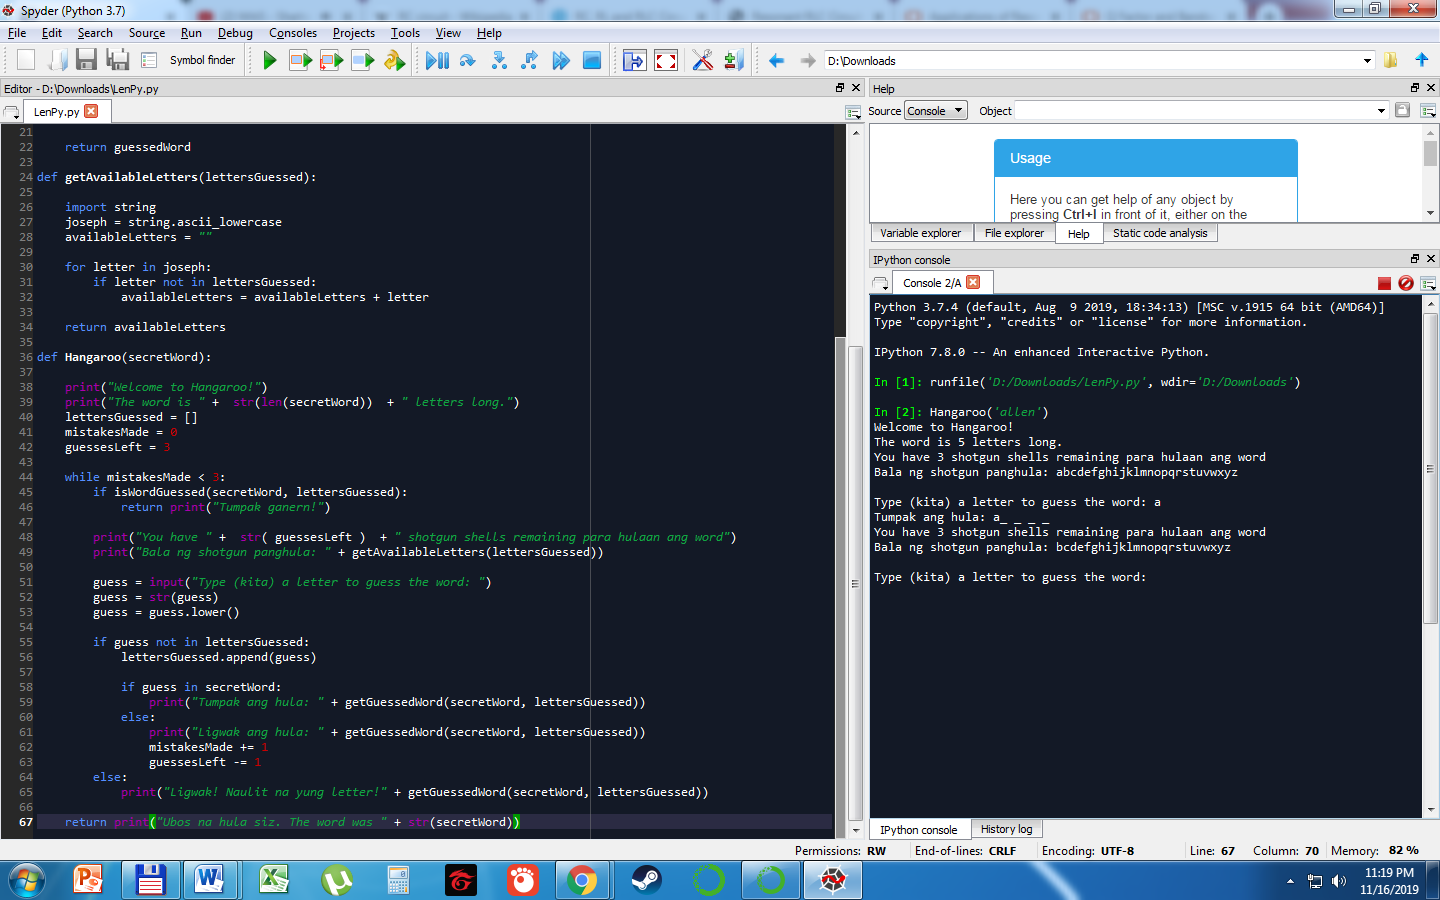 Spyder (Python 3.7)
File Edit Search Source Run Debug Consoles Projects Tools View Help
Symbol finder
D:\Downloads
Editor - D:\Downloads\LenPy.py
LenPy.py
21
22 return guessedWord
23
24 def getAvailableLetters(lettersGuessed):
25
26 import string
27 joseph = string.ascii_lowercase
28 availableLetters = ""
29
30 for letter in joseph:
31 if letter not in lettersGuessed:
32 availableLetters = availableLetters + letter
33
34 return availableLetters
35
36 def Hangaroo(secretWord):
37
38 print("Welcome to Hangaroo!")
39 print("The word is " + str(len(secretWord)) + " letters long.")
40 lettersGuessed = []
41 mistakesMade = 0
42 guessesLeft = 3
43
44 while mistakesMade < 3:
45 if isWordGuessed(secretWord, lettersGuessed):
46 return print("Tumpak ganern!")
47
48 print("You have " + str( guessesLeft ) + " shotgun shells remaining para hulaan ang word")
49 print("Bala ng shotgun panghula: " + getAvailableLetters(lettersGuessed))
50
51 guess = input("Type (kita) a letter to guess the word: ")
52 guess = str(guess)
53 guess = guess.lower()
54
55 if guess not in lettersGuessed:
56 lettersGuessed.append(guess)
57
58 if guess in secretWord:
59 print("Tumpak ang hula: " + getGuessedWord(secretWord, lettersGuessed))
60 else:
61 print("Ligwak ang hula: " + getGuessedWord(secretWord, lettersGuessed))
62 mistakesMade += 1
63 guessesLeft -= 1
64 else:
65 print("Ligwak! Naulit na yung letter!" + getGuessedWord(secretWord, lettersGuessed))
66
67 return print("Ubos na hula siz. The word was " + str(secretWord))
Help
Source Console Object
Usage
Here you can get help of any object by
pressing Ctrl+I in front of it, either on the
Variable explorer File explorer Help Static code analysis
IPython console
Console 2/A
Python 3.7.4 (default, Aug  9 2019, 18:34:13) [MSC v.1915 64 bit (AMD64)]
Type "copyright", "credits" or "license" for more information.
IPython 7.8.0 -- An enhanced Interactive Python.
In [1]: runfile('D:/Downloads/LenPy.py', wdir='D:/Downloads')
In [2]: Hangaroo('allen')
Welcome to Hangaroo!
The word is 5 letters long.
You have 3 shotgun shells remaining para hulaan ang word
Bala ng shotgun panghula: abcdefghijklmnopqrstuvwxyz
Type (kita) a letter to guess the word: a
Tumpak ang hula: a_ _ _ _
You have 3 shotgun shells remaining para hulaan ang word
Bala ng shotgun panghula: bcdefghijklmnopqrstuvwxyz
Type (kita) a letter to guess the word:
IPython console History log
Permissions: RW End-of-lines: CRLF Encoding: UTF-8 Line: 67 Column: 70 Memory: 82 %
11:19 PM
11/16/2019